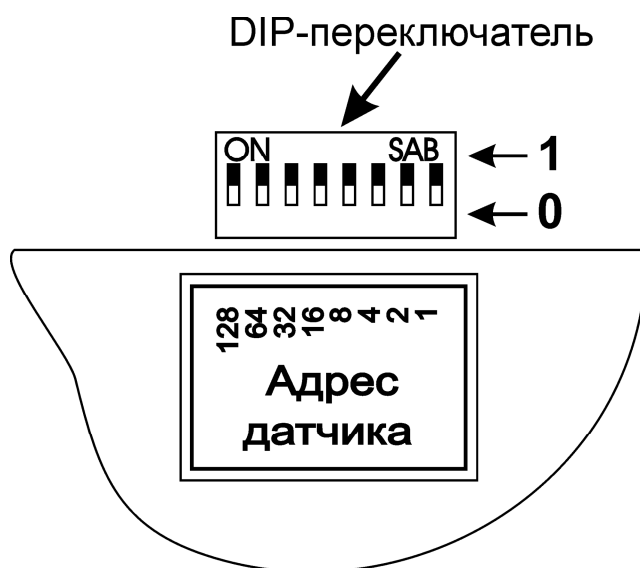 DIP-переключатель
ON SAB
1
0
128 64 32 16 8 4 2 1
Адрес
датчика